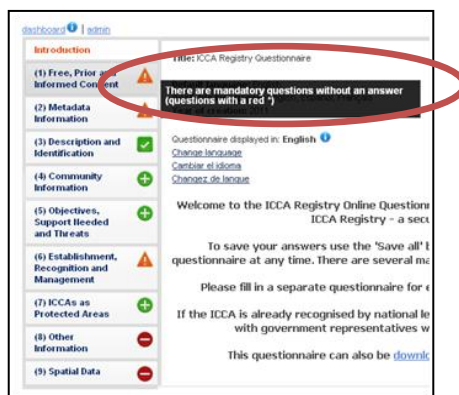 dashboard | admin
Introduction
(1) Free, Prior and
Informed Consent
(2) Metadata
Information
(3) Description and
Identification
(4) Community
Information
(5) Objectives,
Support Needed
and Threats
(6) Establishment,
Recognition and
Management
(7) ICCAs as
Protected Areas
(8) Other
Information
(9) Spatial Data
Title: ICCA Registry Questionnaire
There are mandatory questions without an answer
(questions with a red *)
Questionnaire displayed in: English
Change language
Cambiar el idioma
Changez de langue
Welcome to the ICCA Registry Online Questionn
ICCA Registry - a secu
To save your answers use the 'Save all' b
questionnaire at any time. There are several ma
Please fill in a separate questionnaire for e
If the ICCA is already recognised by national le
with government representatives w
This questionnaire can also be downlo